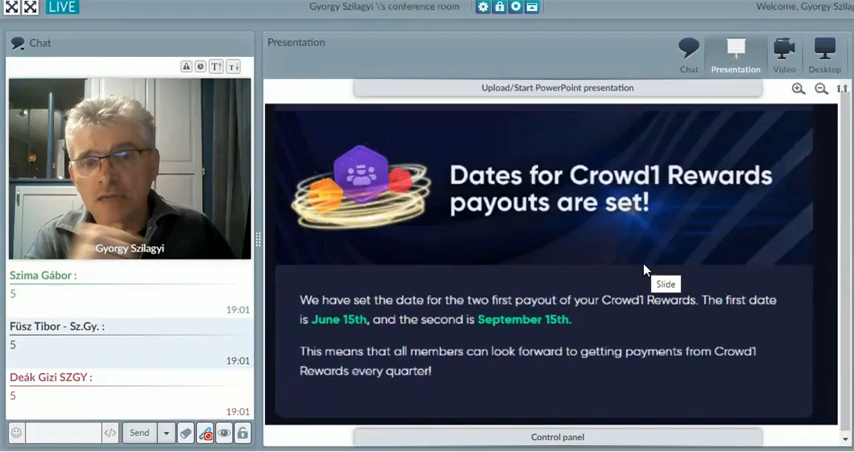 LIVE
Gyorgy Szilagyi \'s conference room
Welcome. Gyorgy Szilag
Chat
Presentation
Chat
Presentation
Video
Desktop
Upload/Start PowerPoint presentation
1:1
Dates for Crowd1 Rewards
payouts are set!
Slide
We have set the date for the two first payout of your Crowd1 Rewards. The first date
is June 15th, and the second is September 15th.
This means that all members can look forward to getting payments from Crowd1
Rewards every quarter!
Gyorgy Szilagyi
Szima Gábor :
5
19:01
Füsz Tibor - Sz.Gy. :
5
19:01
Deák Gizi SZGY :
5
19:01
Send
Control panel